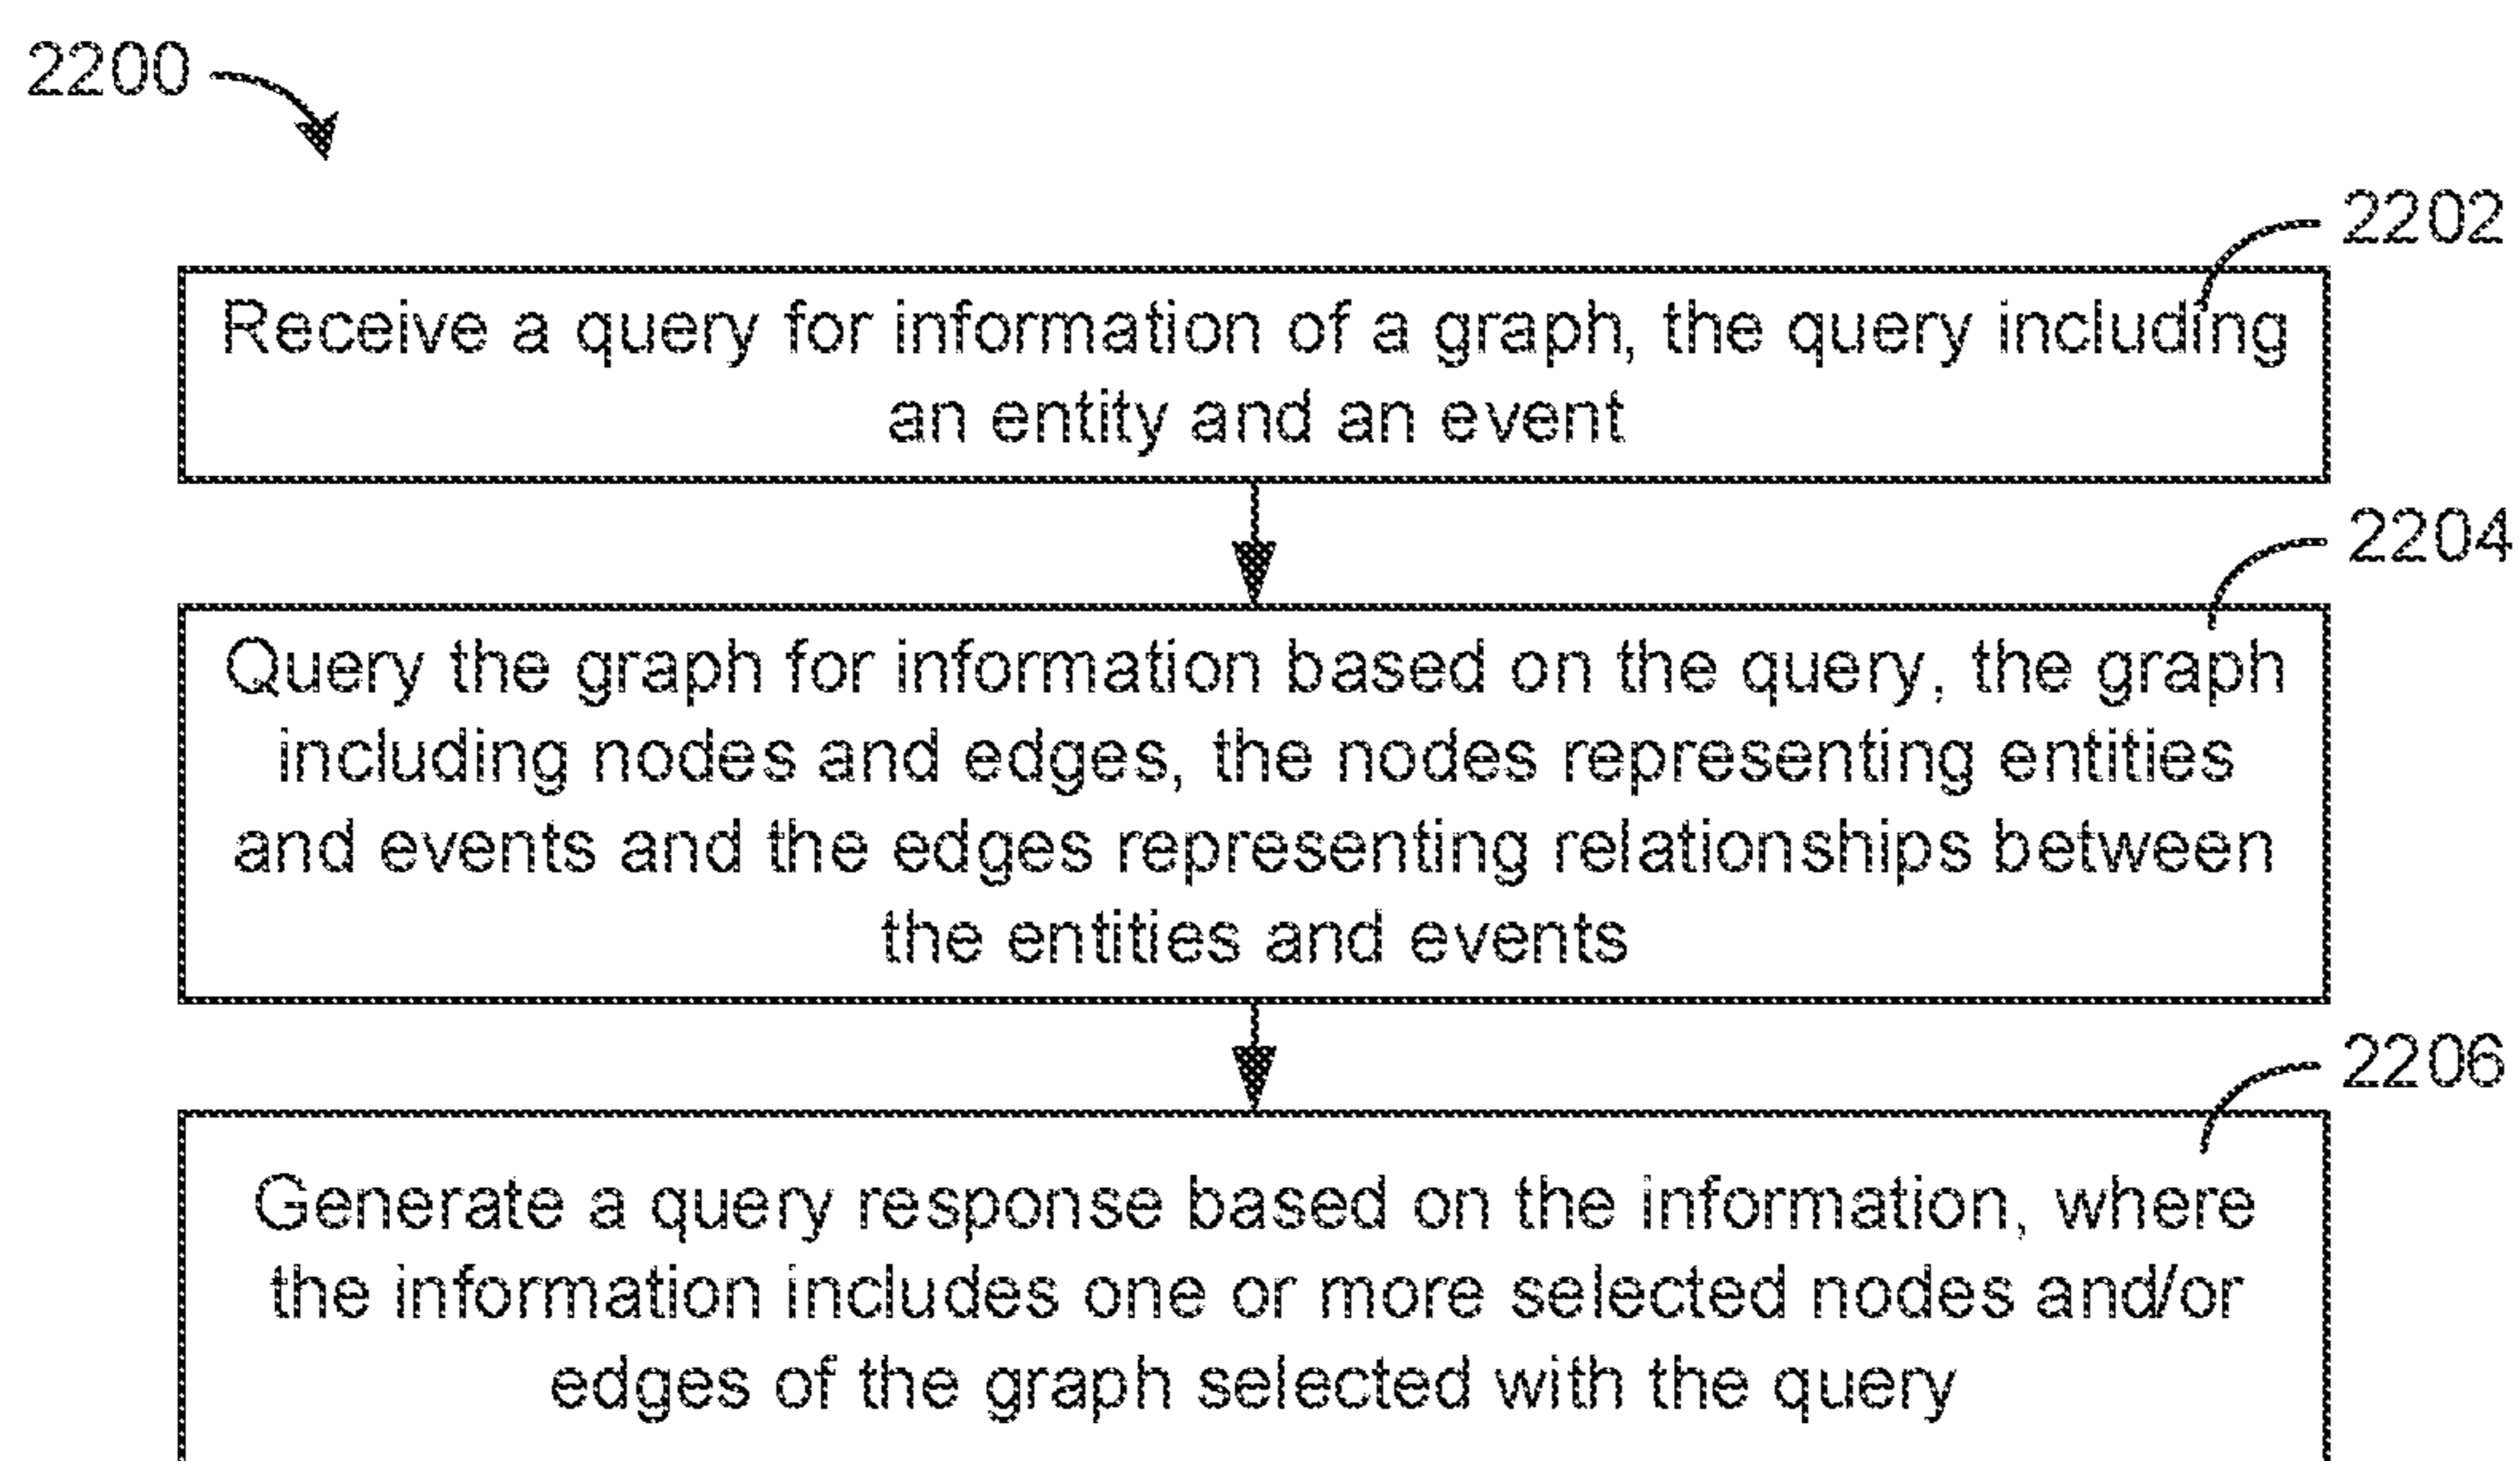 2200
2202
Receive a query for information of a graph, the query including
an entity and an event
2204
Query the graph for information based on the query, the graph
including nodes and edges, the nodes representing entities
and events and the edges representing relationships between
the entities and events
2206
Generate a query response based on the information, where
the information includes one or more selected nodes and/or
edges of the graph selected with the query